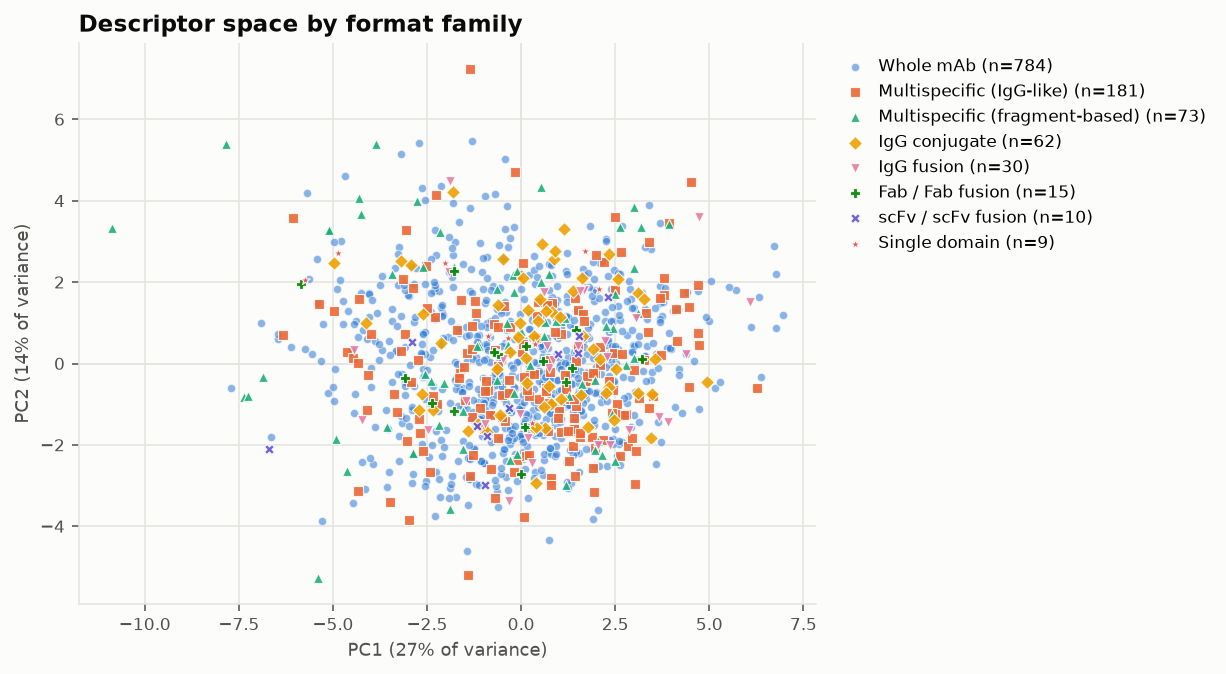 Descriptor space by format family
Whole mAb (n=784)
Multispecific (IgG-like) (n=181)
Multispecific (fragment-based) (n=73)
IgG conjugate (n=62)
IgG fusion (n=30)
Fab / Fab fusion (n=15)
scFv / scFv fusion (n=10)
Single domain (n=9)
PC2 (14% of variance)
6
4
2
0
−2
−4
−10.0 −7.5 −5.0 −2.5 0.0 2.5 5.0 7.5
PC1 (27% of variance)